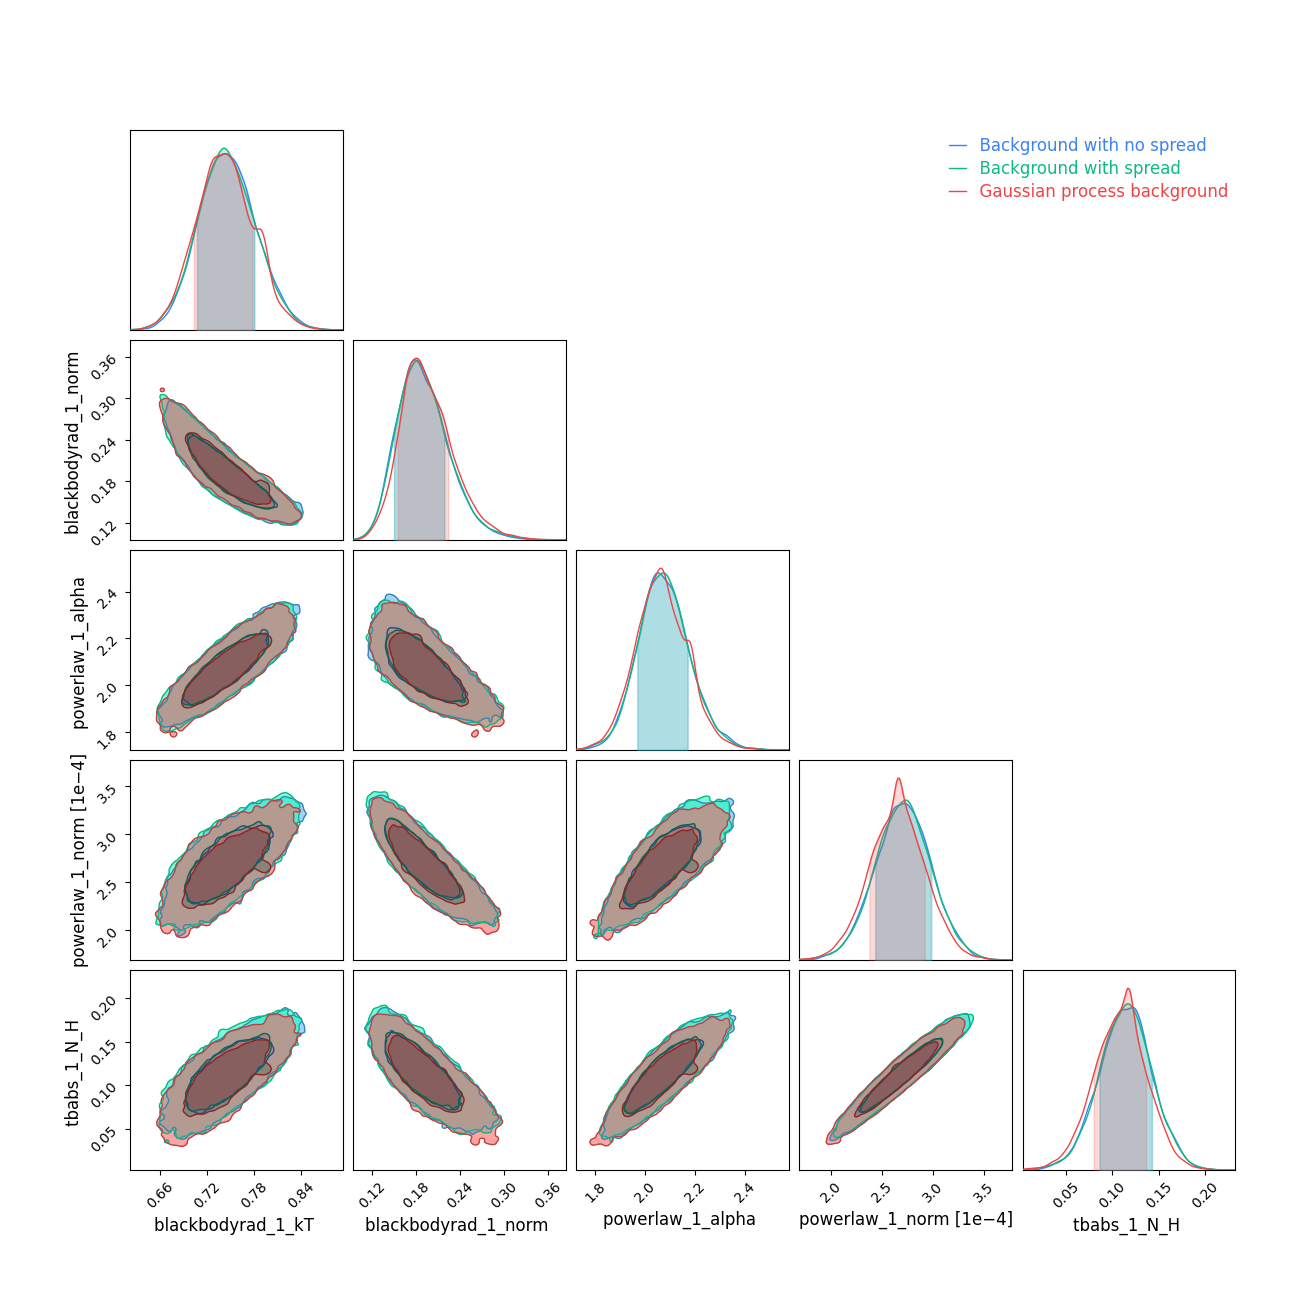 Background with no spread
Background with spread
Gaussian process background
blackbodyrad_1_norm
0.36
0.30
0.24
0.18
0.12
powerlaw_1_alpha
2.4
2.2
2.0
1.8
powerlaw_1_norm [1e−4]
3.5
3.0
2.5
2.0
tbabs_1_N_H
0.20
0.15
0.10
0.05
0.66 0.72 0.78 0.84
0.12 0.18 0.24 0.30 0.36
1.8 2.0 2.2 2.4
2.0 2.5 3.0 3.5
0.05 0.10 0.15 0.20
blackbodyrad_1_kT
blackbodyrad_1_norm
powerlaw_1_alpha
powerlaw_1_norm [1e−4]
tbabs_1_N_H